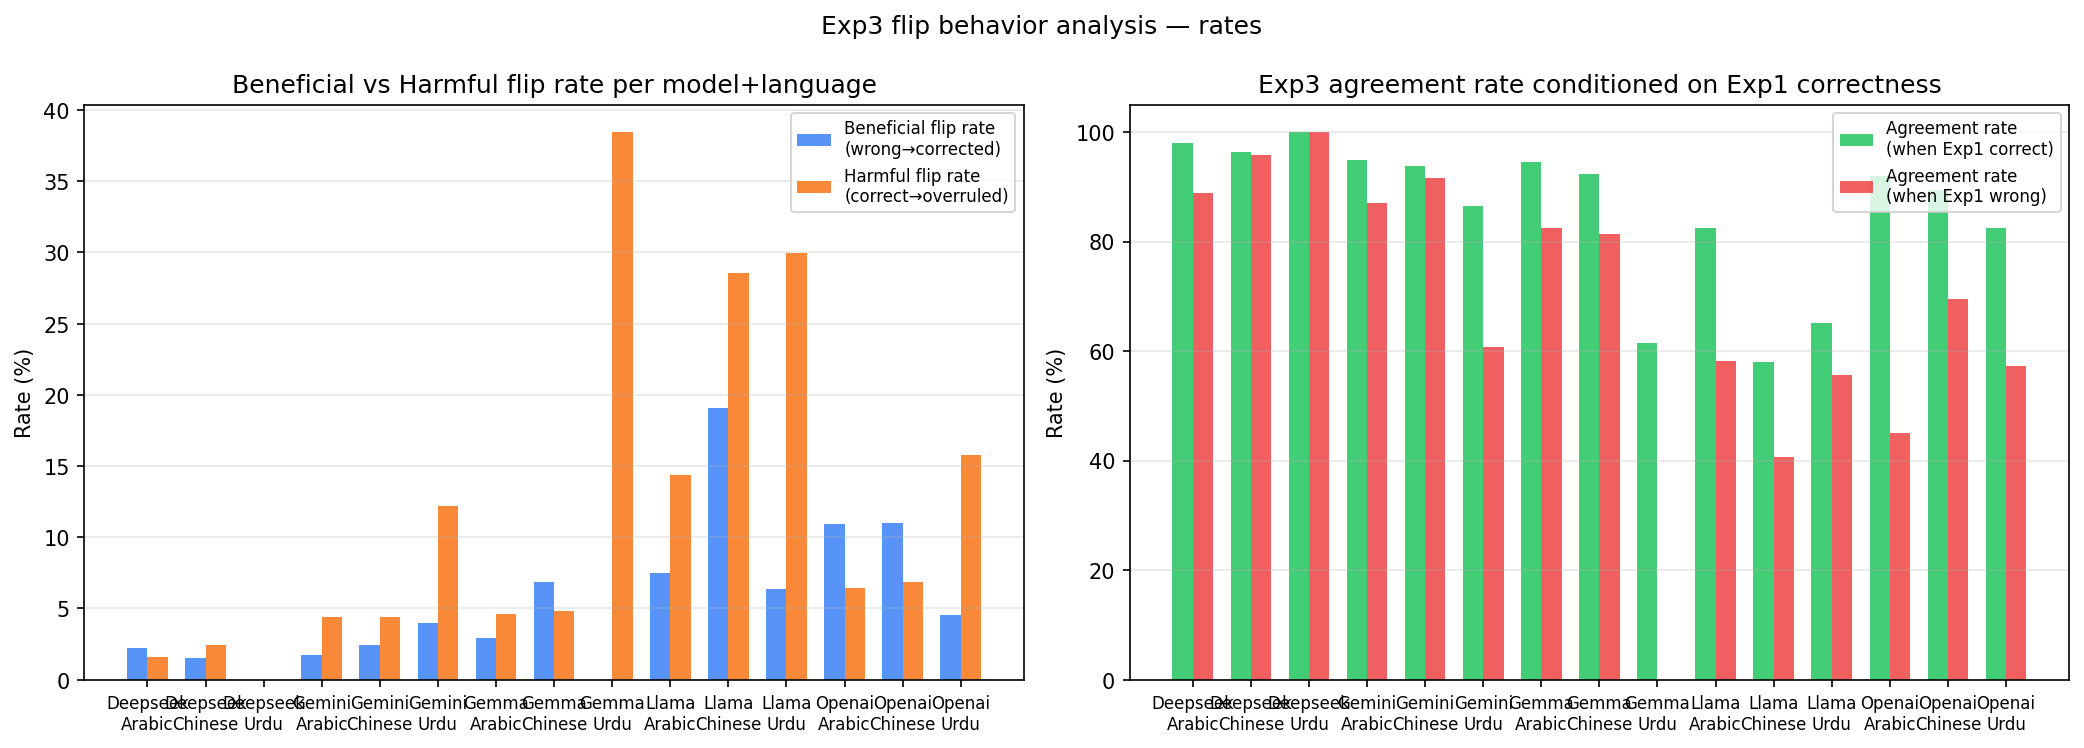 Exp3 flip behavior analysis — rates
Beneficial vs Harmful flip rate per model+language
Rate (%)
40
35
30
25
20
15
10
5
0
Beneficial flip rate
(wrong→corrected)
Harmful flip rate
(correct→overruled)
Deepseek Deepseek Deepseek Gemini Gemini Gemini Gemma Gemma Gemma Llama Llama Llama Openai Openai Openai
Arabic Chinese Urdu Arabic Chinese Urdu Arabic Chinese Urdu Arabic Chinese Urdu Arabic Chinese Urdu
Exp3 agreement rate conditioned on Exp1 correctness
Rate (%)
100
80
60
40
20
0
Agreement rate
(when Exp1 correct)
Agreement rate
(when Exp1 wrong)
Deepseek Deepseek Deepseek Gemini Gemini Gemini Gemma Gemma Gemma Llama Llama Llama Openai Openai Openai
Arabic Chinese Urdu Arabic Chinese Urdu Arabic Chinese Urdu Arabic Chinese Urdu Arabic Chinese Urdu